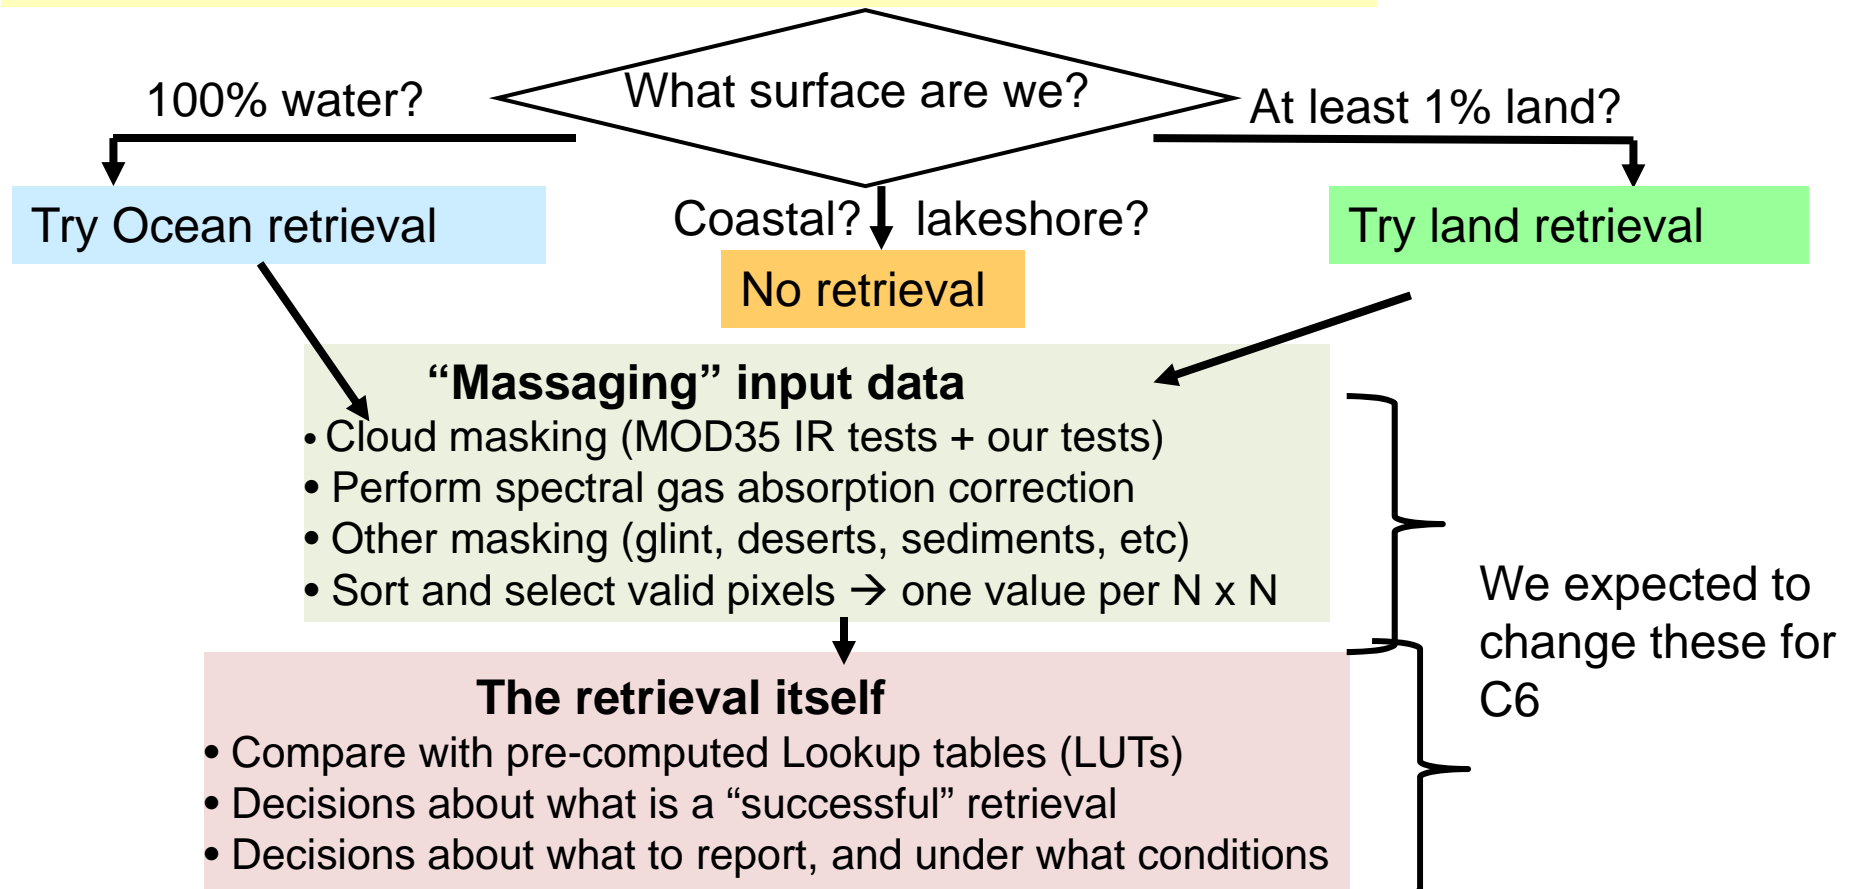 What surface are we?
100% water?
At least 1% land?
Try Ocean retrieval
Coastal? lakeshore?
Try land retrieval
No retrieval
“Massaging” input data
• Cloud masking (MOD35 IR tests + our tests)
• Perform spectral gas absorption correction
• Other masking (glint, deserts, sediments, etc)
• Sort and select valid pixels → one value per N x N
We expected to
change these for
C6
The retrieval itself
• Compare with pre-computed Lookup tables (LUTs)
• Decisions about what is a “successful” retrieval
• Decisions about what to report, and under what conditions